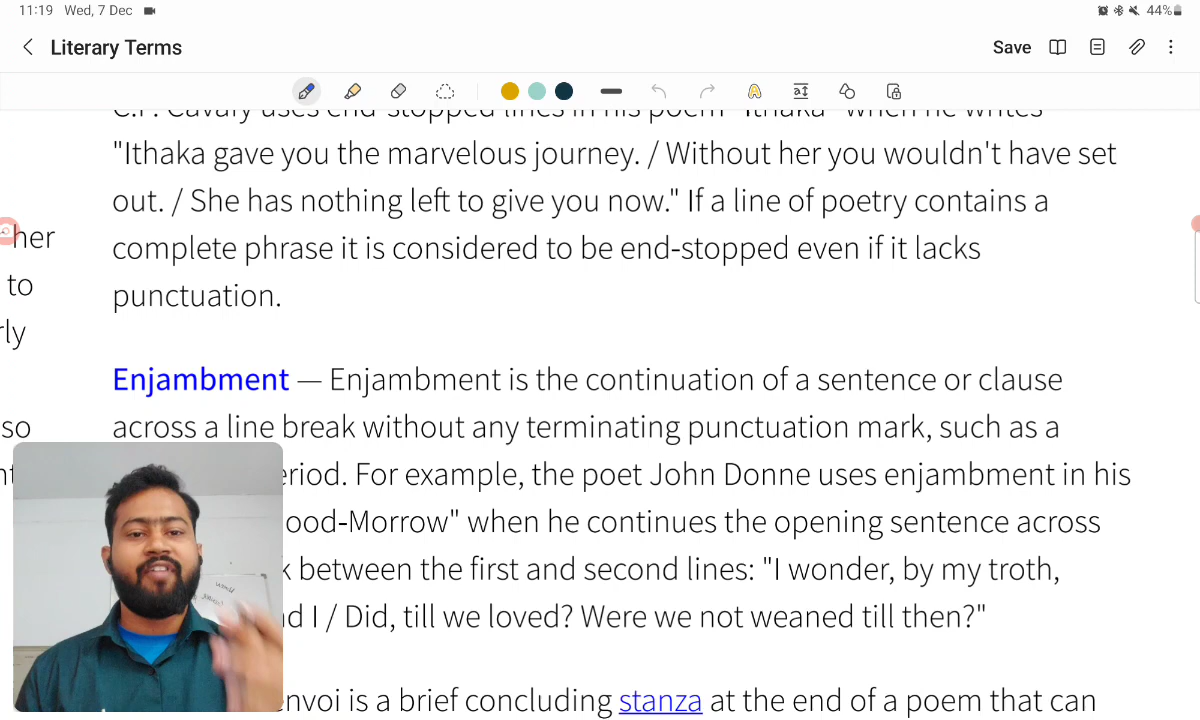 11:19 Wed, 7 Dec 44%
Literary Terms Save
"Ithaka gave you the marvelous journey. / Without her you wouldn't have set
out. / She has nothing left to give you now." If a line of poetry contains a
her
complete phrase it is considered to be end-stopped even if it lacks
to
punctuation.
rly
Enjambment — Enjambment is the continuation of a sentence or clause
so
across a line break without any terminating punctuation mark, such as a
eriod. For example, the poet John Donne uses enjambment in his
ood-Morrow" when he continues the opening sentence across
k between the first and second lines: "I wonder, by my troth,
d I / Did, till we loved? Were we not weaned till then?"
nvoi is a brief concluding stanza at the end of a poem that can